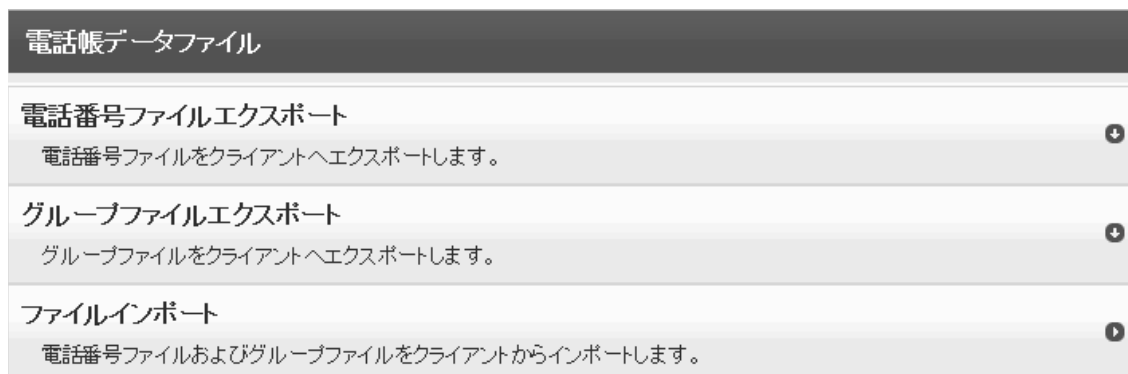 電話帳データファイル
電話番号ファイルエクスポート
電話番号ファイルをクライアントへエクスポートします。
グループファイルエクスポート
グループファイルをクライアントへエクスポートします。
ファイルインポート
電話番号ファイルおよびグループファイルをクライアントからインポートします。